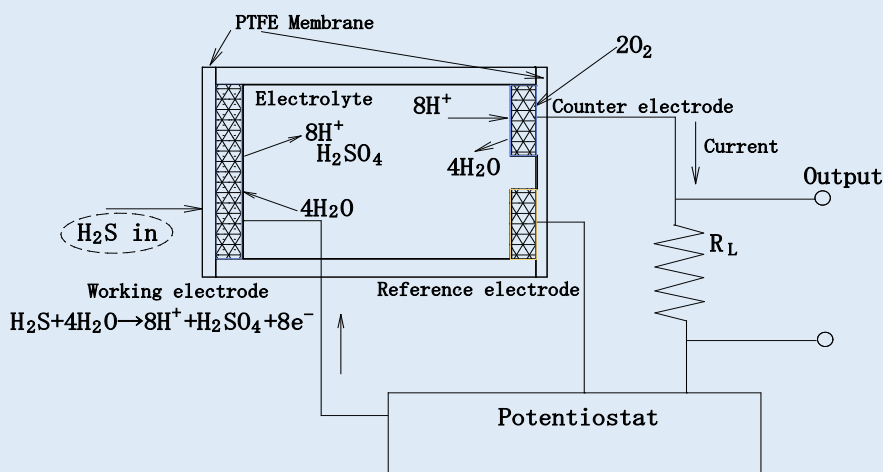 PTFE Membrane
2O₂
Electrolyte
8H⁺
Counter electrode
8H⁺
H₂SO₄
4H₂O
Current
Output
4H₂O
H₂S in
R_L
Working electrode
Reference electrode
H₂S+4H₂O→8H⁺+H₂SO₄+8e⁻
Potentiostat